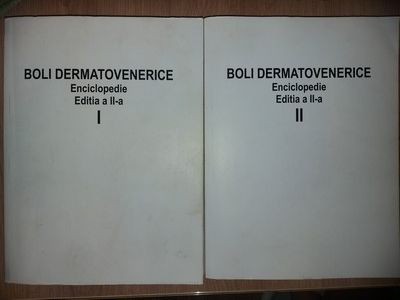 BOLI DERMATOVENERICE
Enciclopedie
Editia a II-a
I
BOLI DERMATOVENERICE
Enciclopedie
Editia a II-a
II